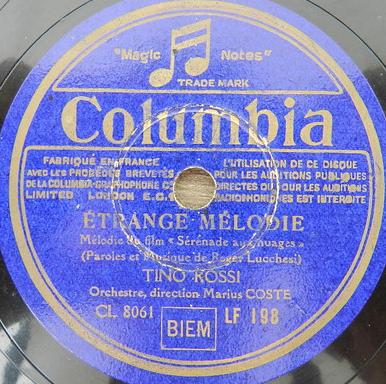 "Magic Notes"
TRADE MARK
Columbia
FABRIQUÉ EN FRANCE
AVEC LES PROCÉDÉS BREVETÉS
DE LA COLUMBIA GRAPHOPHONE CO
LIMITED LONDON E.C.1
L'UTILISATION DE CE DISQUE
POUR LES AUDITIONS PUBLIQUES
DIRECTES OU POUR LES AUDITIONS
RADIOPHONIQUES EST INTERDITE
ÉTRANGE MÉLODIE
Mélodie du film « Sérénade aux nuages »
(Paroles et Musique de Roger Lucchesi)
TINO ROSSI
Orchestre, direction Marius COSTE
CL. 8061
BIEM
LF 198